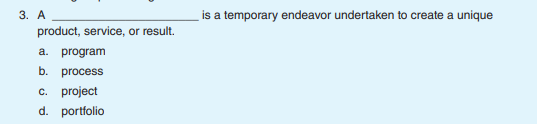 3. A ______________________ is a temporary endeavor undertaken to create a unique
product, service, or result.
a. program
b. process
c. project
d. portfolio